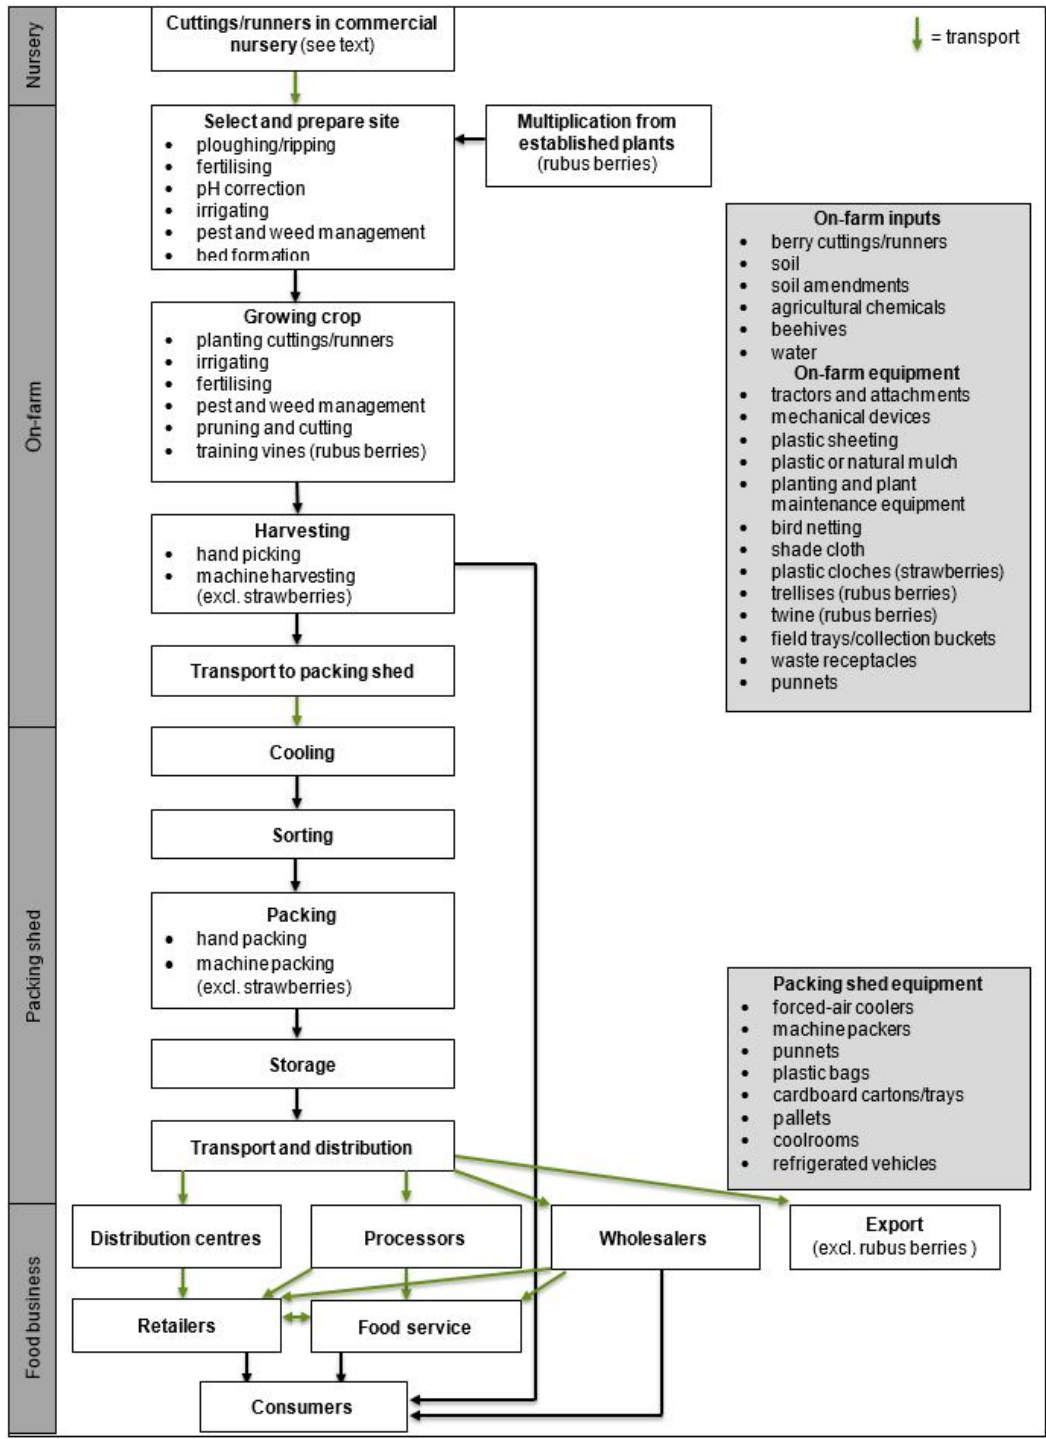 Nursery
Cuttings/runners in commercial
nursery (see text)
= transport
On-farm
Select and prepare site
• ploughing/ripping
• fertilising
• pH correction
• irrigating
• pest and weed management
• bed formation
Multiplication from
established plants
(rubus berries)
On-farm inputs
• berry cuttings/runners
• soil
• soil amendments
• agricultural chemicals
• beehives
• water
On-farm equipment
• tractors and attachments
• mechanical devices
• plastic sheeting
• plastic or natural mulch
• planting and plant
maintenance equipment
• bird netting
• shade cloth
• plastic cloches (strawberries)
• trellises (rubus berries)
• twine (rubus berries)
• field trays/collection buckets
• waste receptacles
• punnets
Growing crop
• planting cuttings/runners
• irrigating
• fertilising
• pest and weed management
• pruning and cutting
• training vines (rubus berries)
Harvesting
• hand picking
• machine harvesting
(excl. strawberries)
Transport to packing shed
Packing shed
Cooling
Sorting
Packing
• hand packing
• machine packing
(excl. strawberries)
Storage
Transport and distribution
Packing shed equipment
• forced-air coolers
• machine packers
• punnets
• plastic bags
• cardboard cartons/trays
• pallets
• coolrooms
• refrigerated vehicles
Food business
Distribution centres
Processors
Wholesalers
Export
(excl. rubus berries )
Retailers
Food service
Consumers